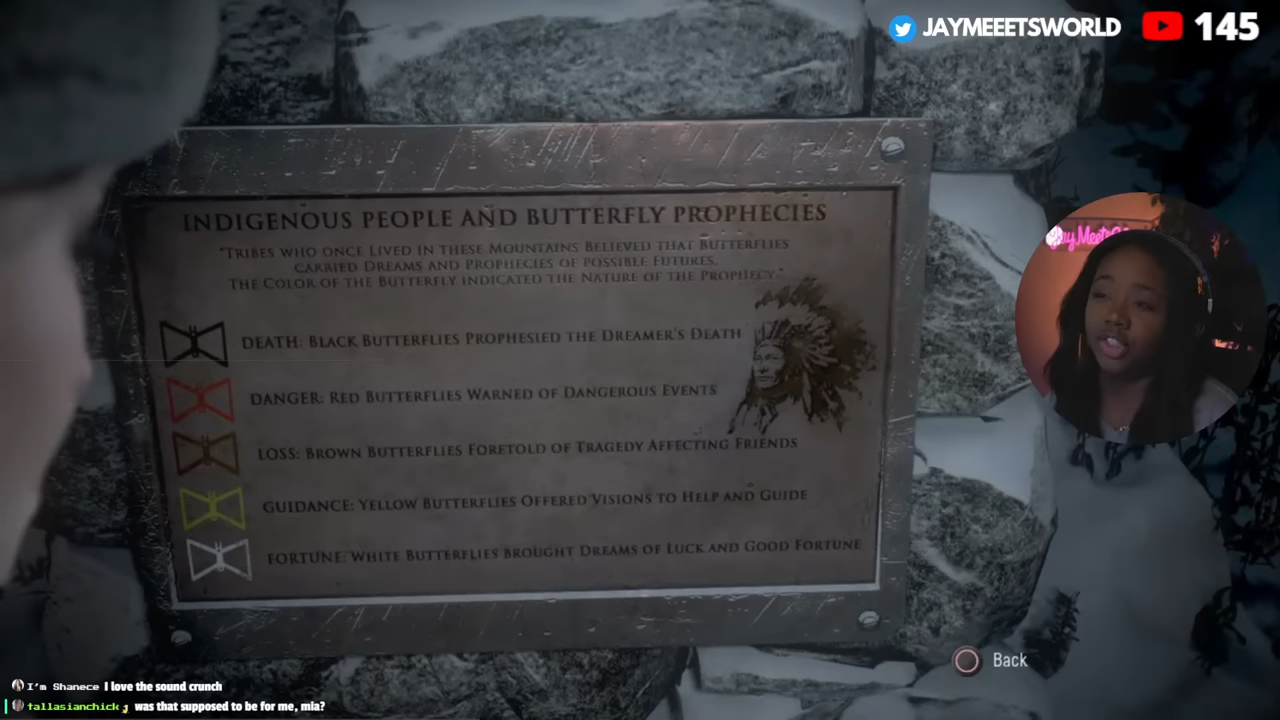 JAYMEEETSWORLD 145
INDIGENOUS PEOPLE AND BUTTERFLY PROPHECIES
"TRIBES WHO ONCE LIVED IN THESE MOUNTAINS BELIEVED THAT BUTTERFLIES
CARRIED DREAMS AND PROPHECIES OF POSSIBLE FUTURES.
THE COLOR OF THE BUTTERFLY INDICATED THE NATURE OF THE PROPHECY."
DEATH: BLACK BUTTERFLIES PROPHESIED THE DREAMER'S DEATH
DANGER: RED BUTTERFLIES WARNED OF DANGEROUS EVENTS
LOSS: BROWN BUTTERFLIES FORETOLD OF TRAGEDY AFFECTING FRIENDS
GUIDANCE: YELLOW BUTTERFLIES OFFERED VISIONS TO HELP AND GUIDE
FORTUNE: WHITE BUTTERFLIES BROUGHT DREAMS OF LUCK AND GOOD FORTUNE
Back
I'm Shanece I love the sound crunch
tallasianchick was that supposed to be for me, mia?